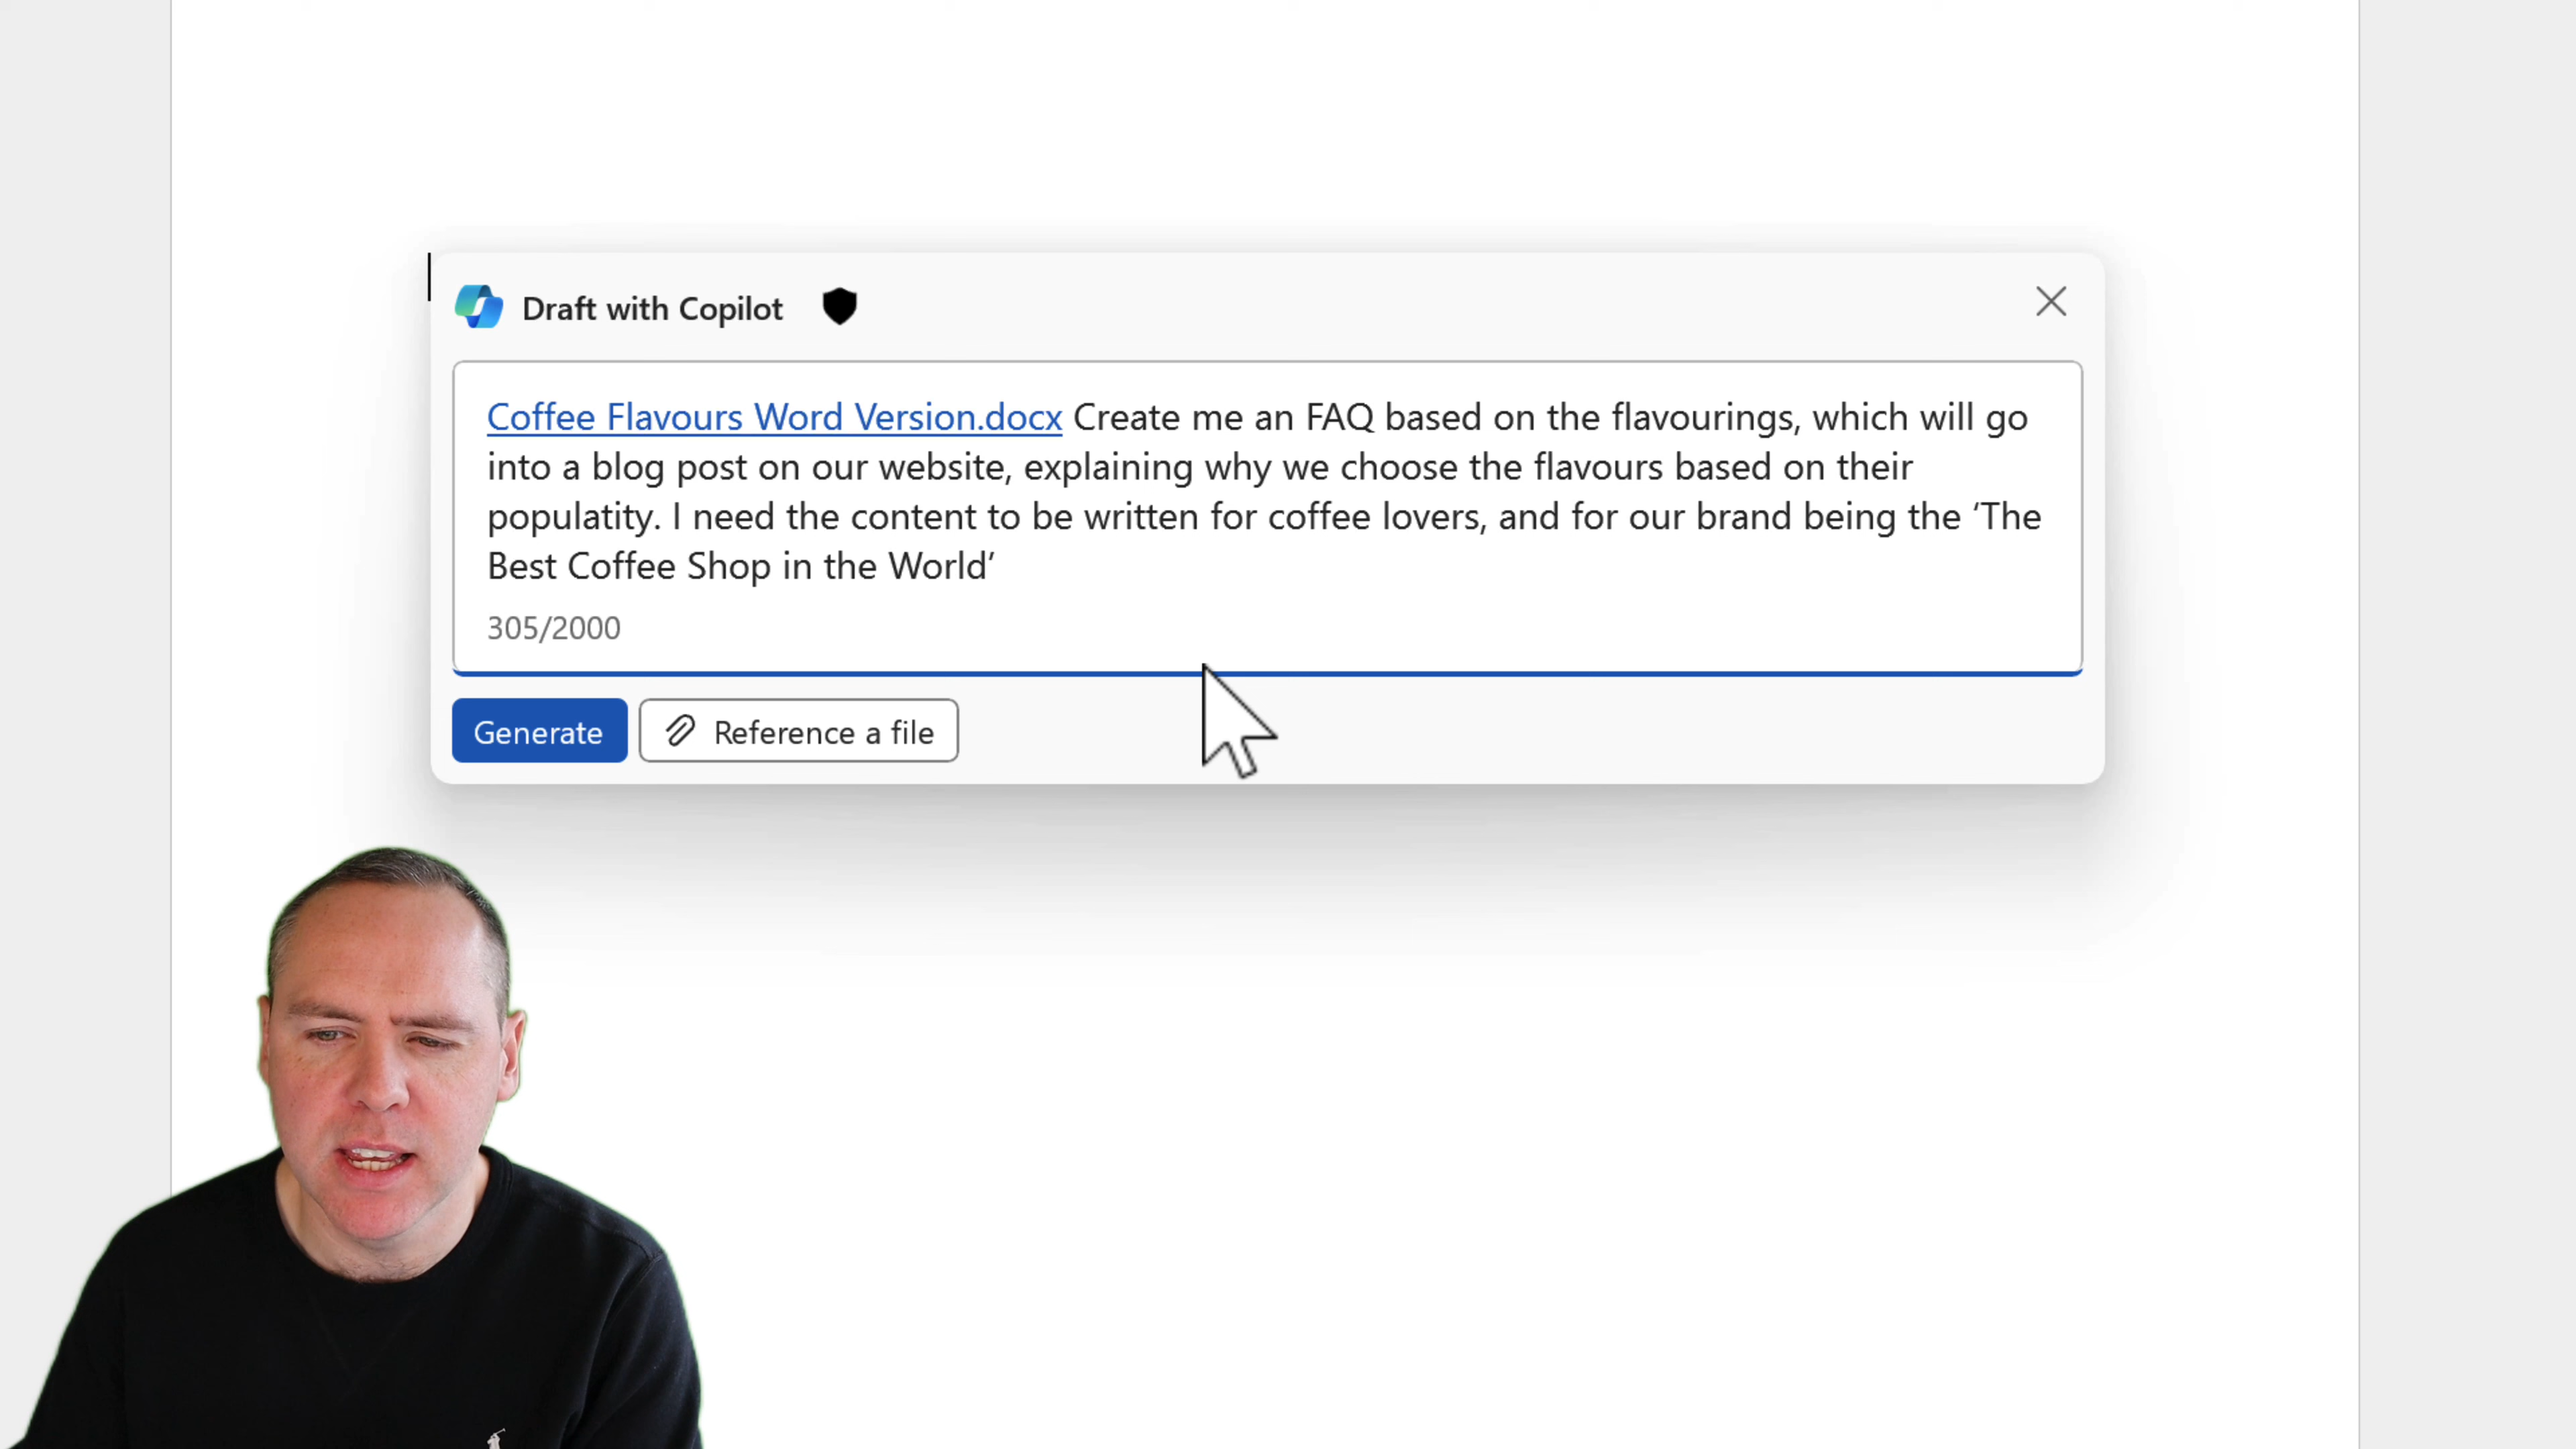 Draft with Copilot
Coffee Flavours Word Version.docx Create me an FAQ based on the flavourings, which will go
into a blog post on our website, explaining why we choose the flavours based on their
populatity. I need the content to be written for coffee lovers, and for our brand being the ‘The
Best Coffee Shop in the World’
305/2000
Generate
Reference a file